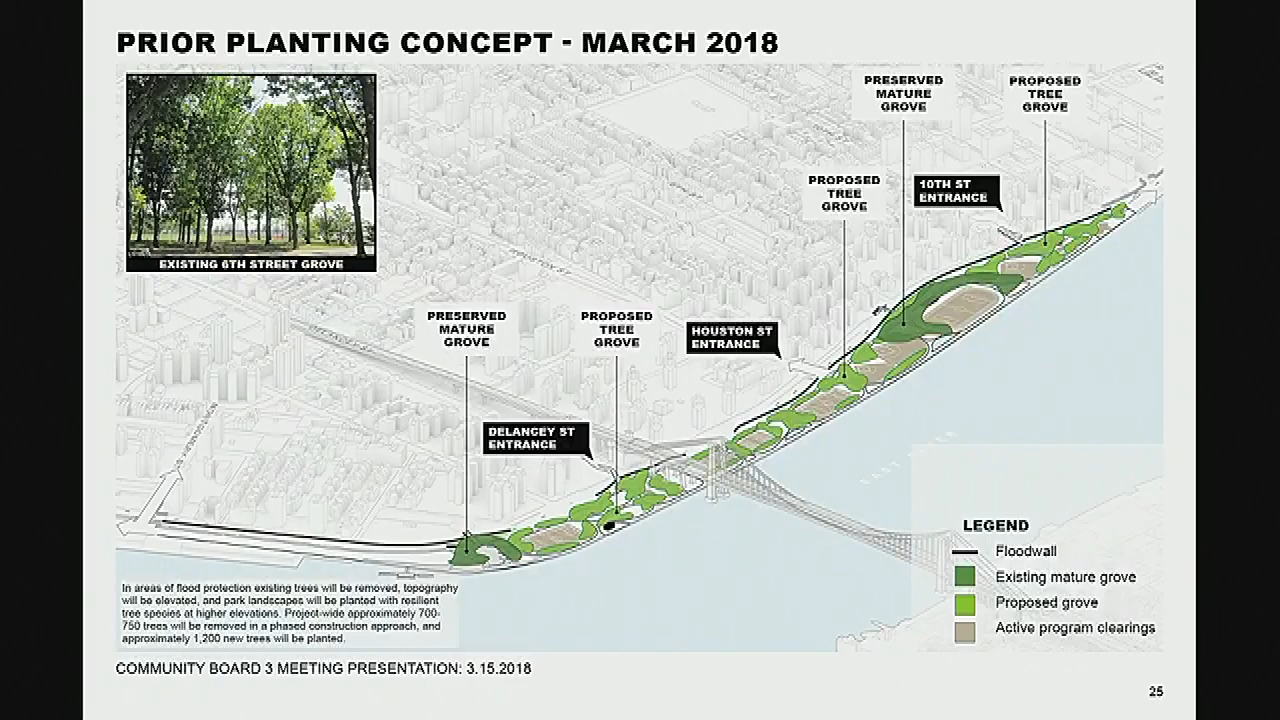 PRIOR PLANTING CONCEPT - MARCH 2018
PRESERVED
MATURE
GROVE
PROPOSED
TREE
GROVE
PROPOSED
TREE
GROVE
10TH ST
ENTRANCE
EXISTING 6TH STREET GROVE
PRESERVED
MATURE
GROVE
PROPOSED
TREE
GROVE
HOUSTON ST
ENTRANCE
DELANCEY ST
ENTRANCE
EAST RIVER
LEGEND
Floodwall
Existing mature grove
Proposed grove
Active program clearings
In areas of flood protection existing trees will be removed, topography
will be elevated, and park landscapes will be planted with resilient
tree species at higher elevations. Project-wide approximately 700-
750 trees will be removed in a phased construction approach, and
approximately 1,200 new trees will be planted.
COMMUNITY BOARD 3 MEETING PRESENTATION: 3.15.2018
25